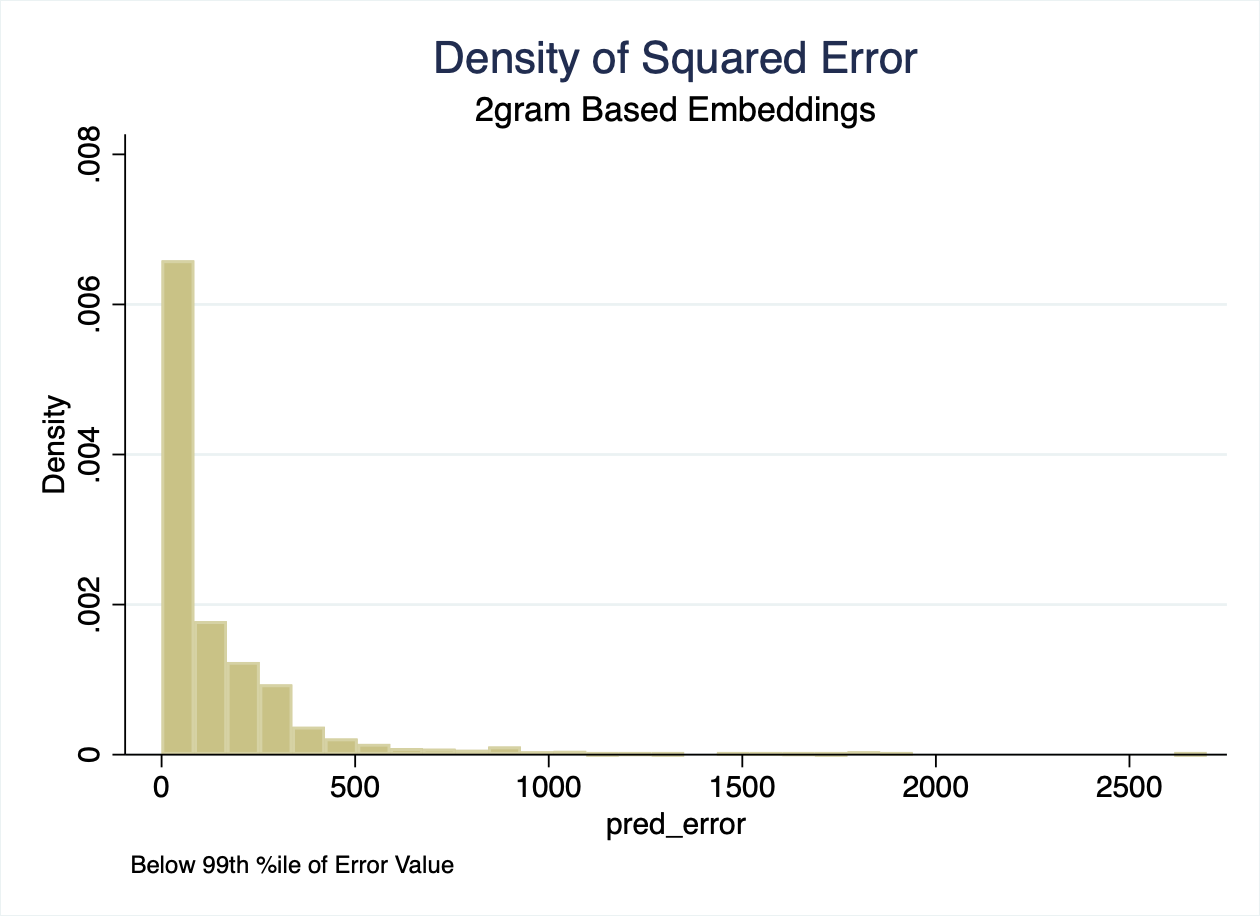 Density of Squared Error
2gram Based Embeddings
.008
.006
.004
.002
0
Density
0 500 1000 1500 2000 2500
pred_error
Below 99th %ile of Error Value